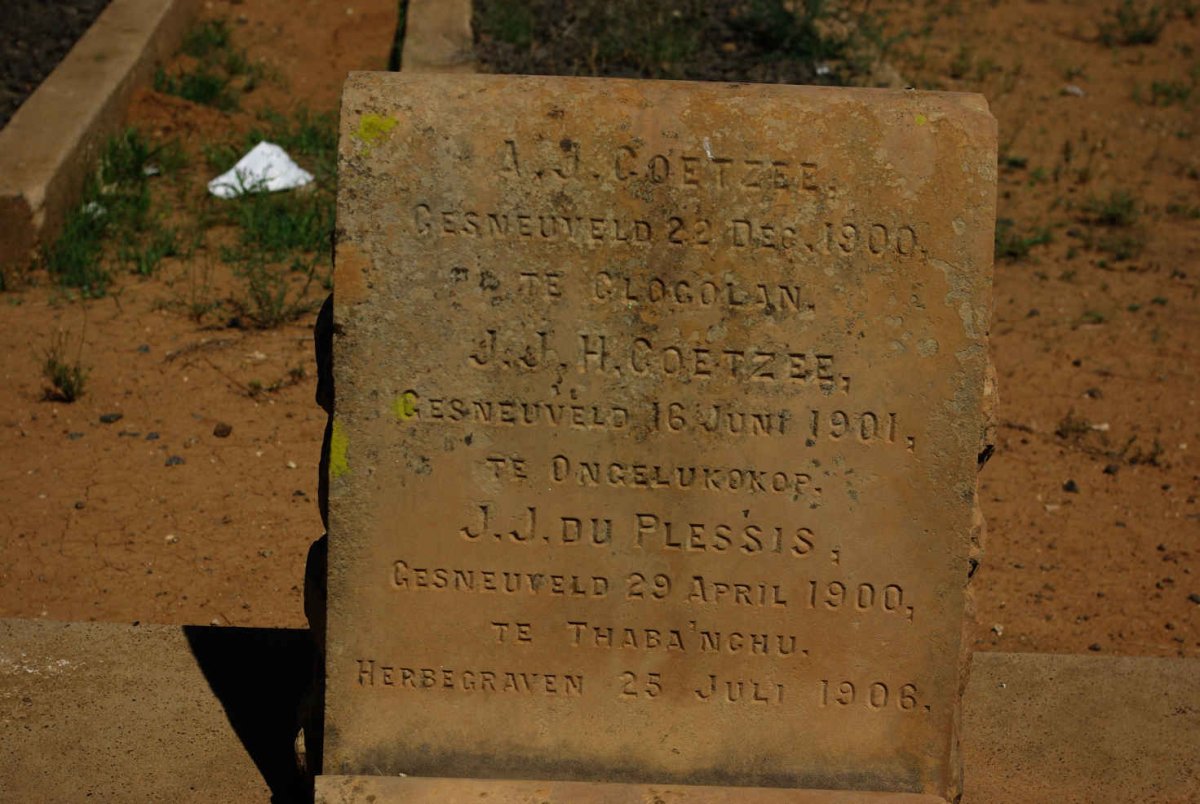 A.J. COETZEE,
GESNEUVELD 22 DEC. 1900,
TE CLOCOLAN.
J.J.H. COETZEE,
GESNEUVELD 16 JUNI 1901,
TE ONGELUKOKOP.
J.J. DU PLESSIS,
GESNEUVELD 29 APRIL 1900,
TE THABA'NCHU.
HERBEGRAVEN 25 JULI 1906.